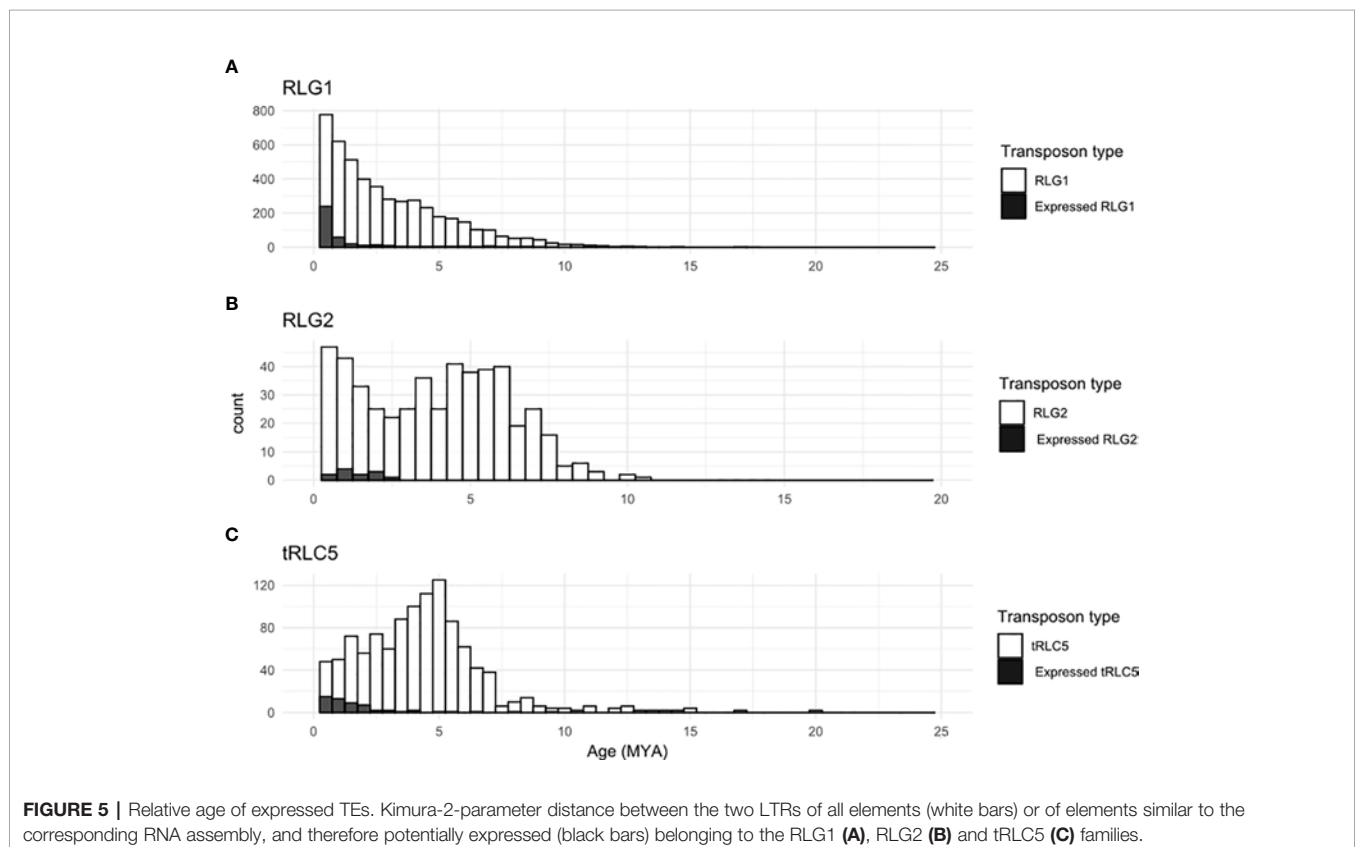 A
RLG1
800
600
400
200
0
0 5 10 15 20 25
Transposon type
RLG1
Expressed RLG1
B
RLG2
count
40
30
20
10
0
0 5 10 15 20
Transposon type
RLG2
Expressed RLG2
C
tRLC5
120
80
40
0
0 5 10 15 20 25
Age (MYA)
Transposon type
tRLC5
Expressed tRLC5
FIGURE 5 | Relative age of expressed TEs. Kimura-2-parameter distance between the two LTRs of all elements (white bars) or of elements similar to the
corresponding RNA assembly, and therefore potentially expressed (black bars) belonging to the RLG1 (A), RLG2 (B) and tRLC5 (C) families.